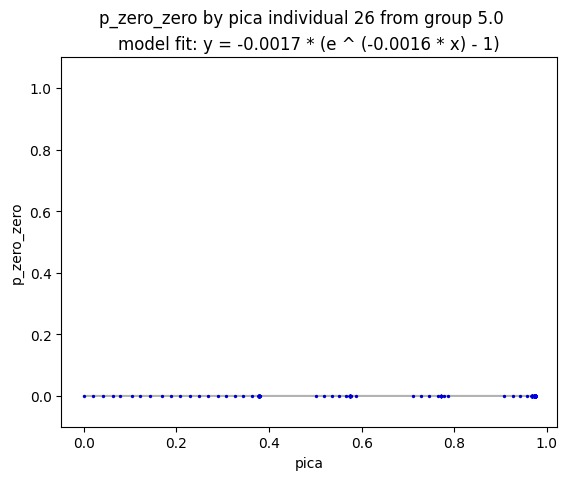 p_zero_zero by pica individual 26 from group 5.0
model fit: y = -0.0017 * (e ^ (-0.0016 * x) - 1)
1.0
0.8
0.6
0.4
0.2
0.0
p_zero_zero
0.0 0.2 0.4 0.6 0.8 1.0
pica